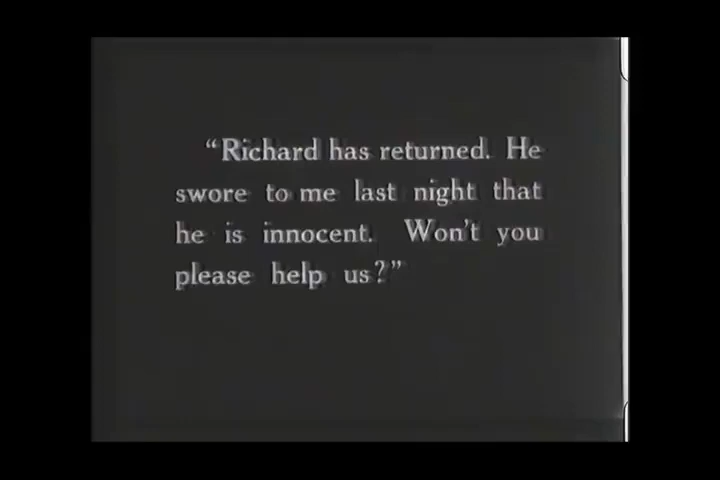 “Richard has returned. He
swore to me last night that
he is innocent. Won't you
please help us?”